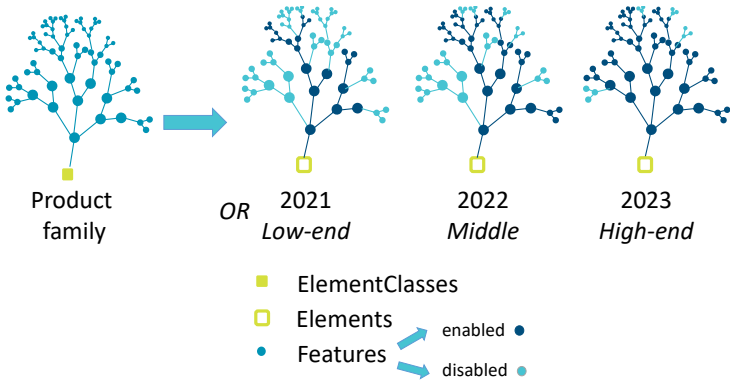 Product
family
OR
2021
Low-end
2022
Middle
2023
High-end
ElementClasses
Elements
Features
enabled
disabled